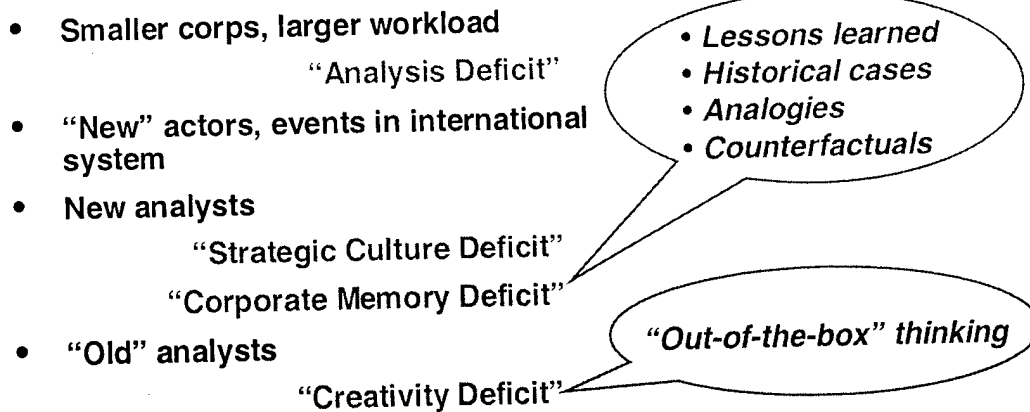 • Smaller corps, larger workload
“Analysis Deficit”
• “New” actors, events in international
system
• New analysts
“Strategic Culture Deficit”
“Corporate Memory Deficit”
• “Old” analysts
“Creativity Deficit”
• Lessons learned
• Historical cases
• Analogies
• Counterfactuals
“Out-of-the-box” thinking